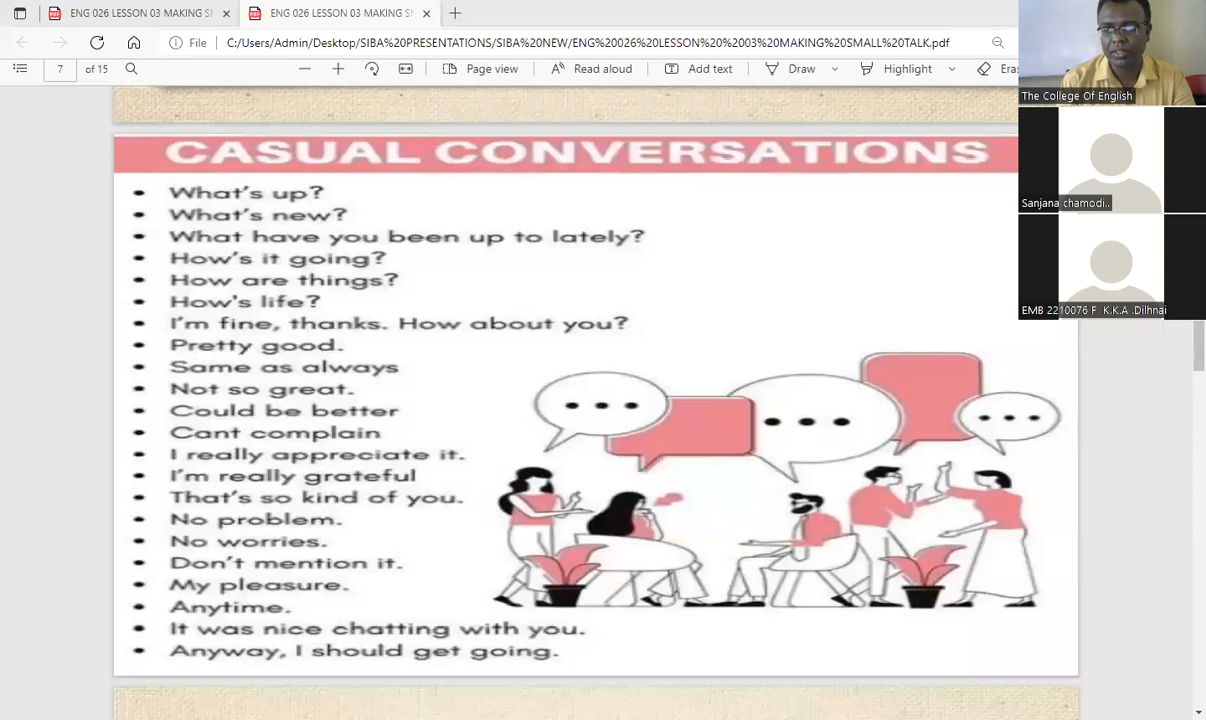 ENG 026 LESSON 03 MAKING SM
ENG 026 LESSON 03 MAKING SM
File
C:/Users/Admin/Desktop/SIBA%20PRESENTATIONS/SIBA%20NEW/ENG%20026%20LESSON%20%2003%20MAKING%20SMALL%20TALK.pdf
7 of 15
Page view
Read aloud
Add text
Draw
Highlight
Eras
The College Of English
Sanjana chamodi..
EMB 2210076 F K.K.A .Dilhnai
CASUAL CONVERSATIONS
• What's up?
• What's new?
• What have you been up to lately?
• How's it going?
• How are things?
• How's life?
• I'm fine, thanks. How about you?
• Pretty good.
• Same as always
• Not so great.
• Could be better
• Cant complain
• I really appreciate it.
• I'm really grateful
• That's so kind of you.
• No problem.
• No worries.
• Don't mention it.
• My pleasure.
• Anytime.
• It was nice chatting with you.
• Anyway, I should get going.